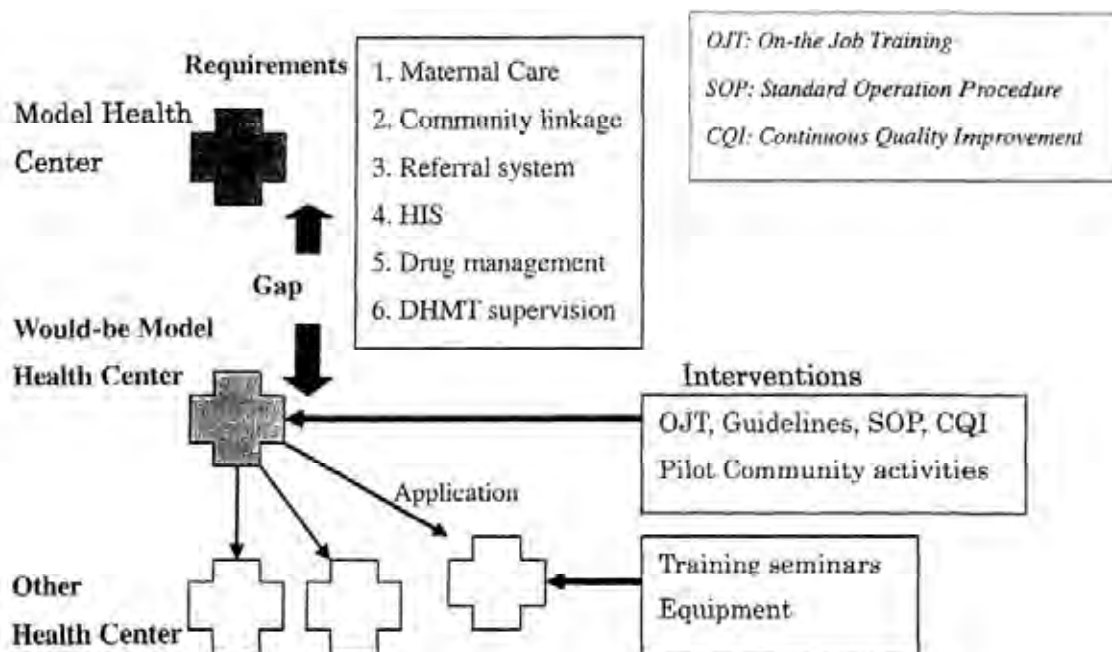 Requirements
Model Health
Center
1. Maternal Care
2. Community linkage
3. Referral system
4. HIS
5. Drug management
6. DHMT supervision
OJT: On-the Job Training
SOP: Standard Operation Procedure
CQI: Continuous Quality Improvement
Gap
Would-be Model
Health Center
Interventions
OJT, Guidelines, SOP, CQI
Pilot Community activities
Application
Training seminars
Equipment
Other
Health Center